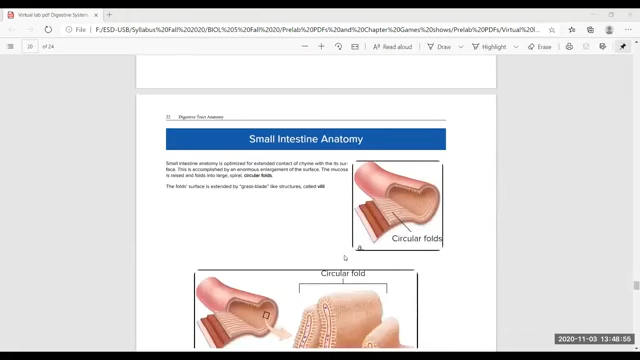 Virtual lab pdf Digestive System
File
F:/ESD-USB/Syllabus%20Fall%202020/BIOL%205%20Fall%202020/Prelab%20PDFs%20and%20Chapter%20Games%20shows/Prelab%20PDFs/Virtual%20l...
20 of 24
Read aloud
Draw
Highlight
Erase
22 Digestive Tract Anatomy
Small Intestine Anatomy
Small intestine anatomy is optimized for extended contact of chyme with the its sur-
face. This is accomplished by an enormous enlargement of the surface. The mucosa
is raised and folds into large, spiral, circular folds.
The folds' surface is extended by "grass-blade" like structures, called villi
Circular folds
a.
Circular fold
2020-11-03 13:48:55